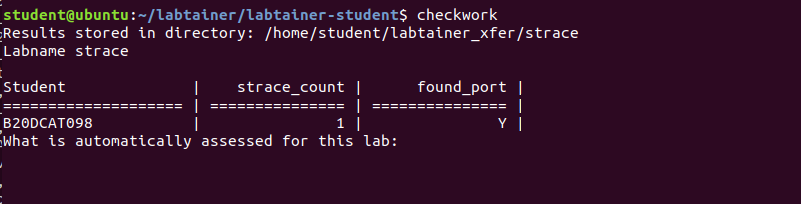 student@ubuntu:~/labtainer/labtainer-student$ checkwork
Results stored in directory: /home/student/labtainer_xfer/strace
Labname strace
Student | strace_count | found_port |
==================== | =============== | =============== |
B20DCAT098 | 1 | Y |
What is automatically assessed for this lab: